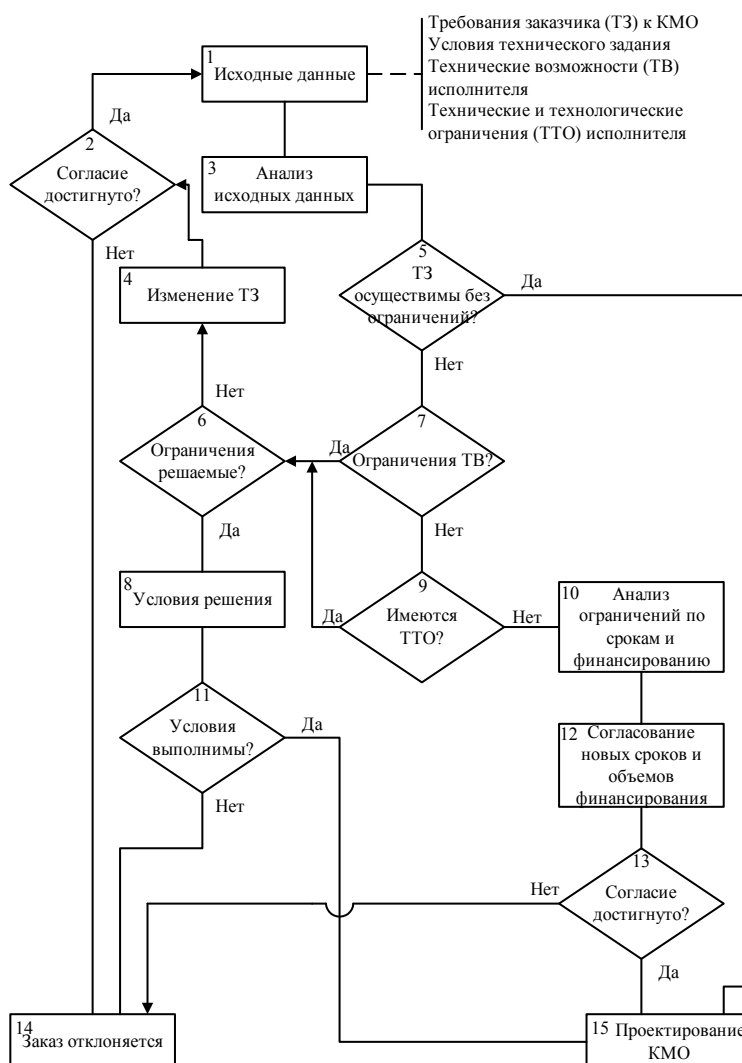 Требования заказчика (ТЗ) к КМО
Условия технического задания
Технические возможности (ТВ)
исполнителя
Технические и технологические
ограничения (ТТО) исполнителя
1
Исходные данные
Да
2
Согласие
достигнуто?
Нет
3
Анализ
исходных данных
4
Изменение ТЗ
5
ТЗ
осуществимы без
ограничений?
Да
Нет
Нет
6
Ограничения
решаемые?
Да
7
Ограничения ТВ?
Да
Нет
8
Условия решения
9
Имеются
ТТО?
Да
Нет
10
Анализ
ограничений по
срокам и
финансированию
11
Условия
выполнимы?
Да
Нет
12
Согласование
новых сроков и
объемов
финансирования
13
Согласие
достигнуто?
Нет
Да
14
Заказ отклоняется
15
Проектирование
КМО